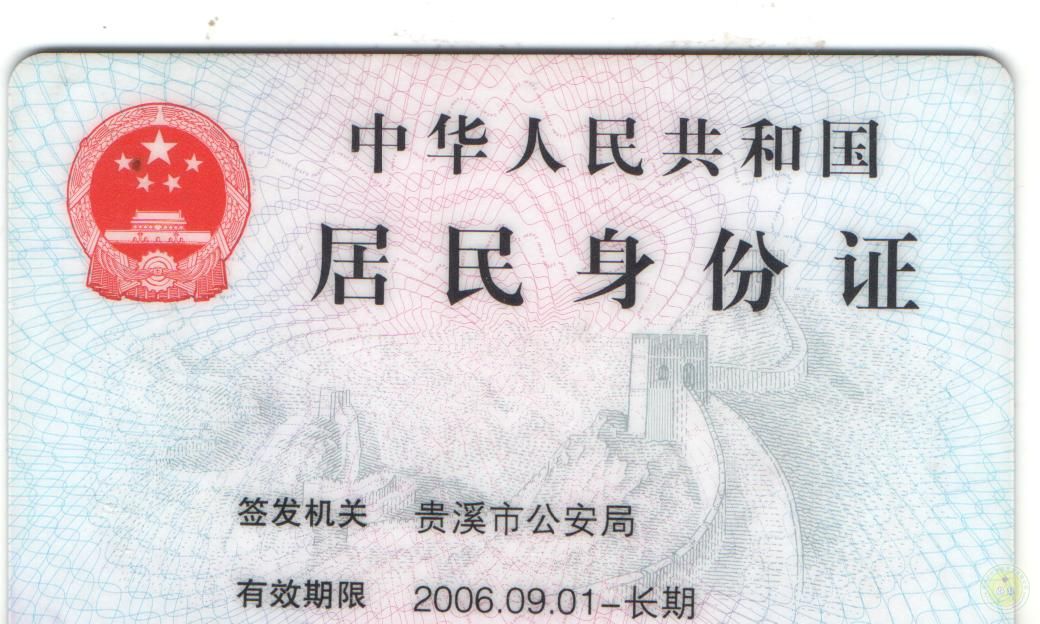 中华人民共和国
居民身份证
签发机关 贵溪市公安局
有效期限 2006.09.01-长期